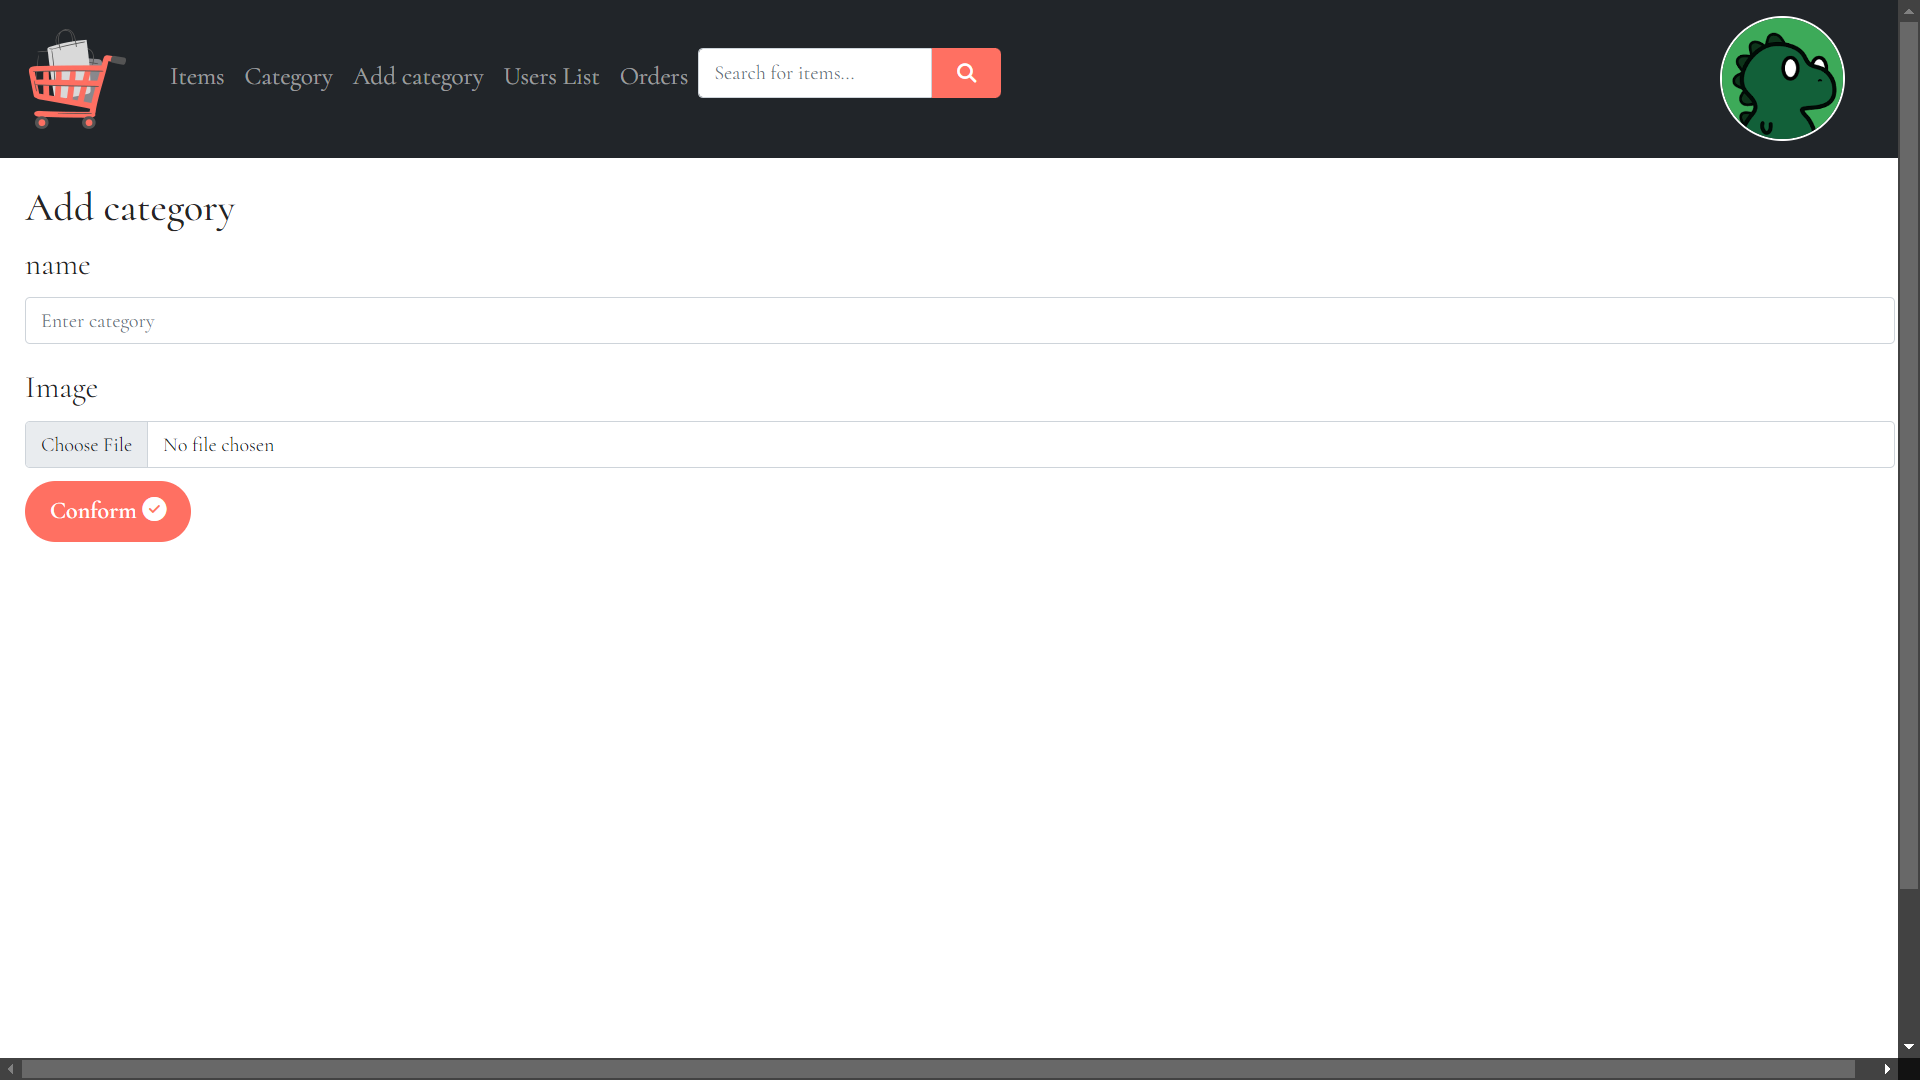 Items Category Add category Users List Orders Search for items...
Add category
name
Enter category
Image
Choose File No file chosen
Conform